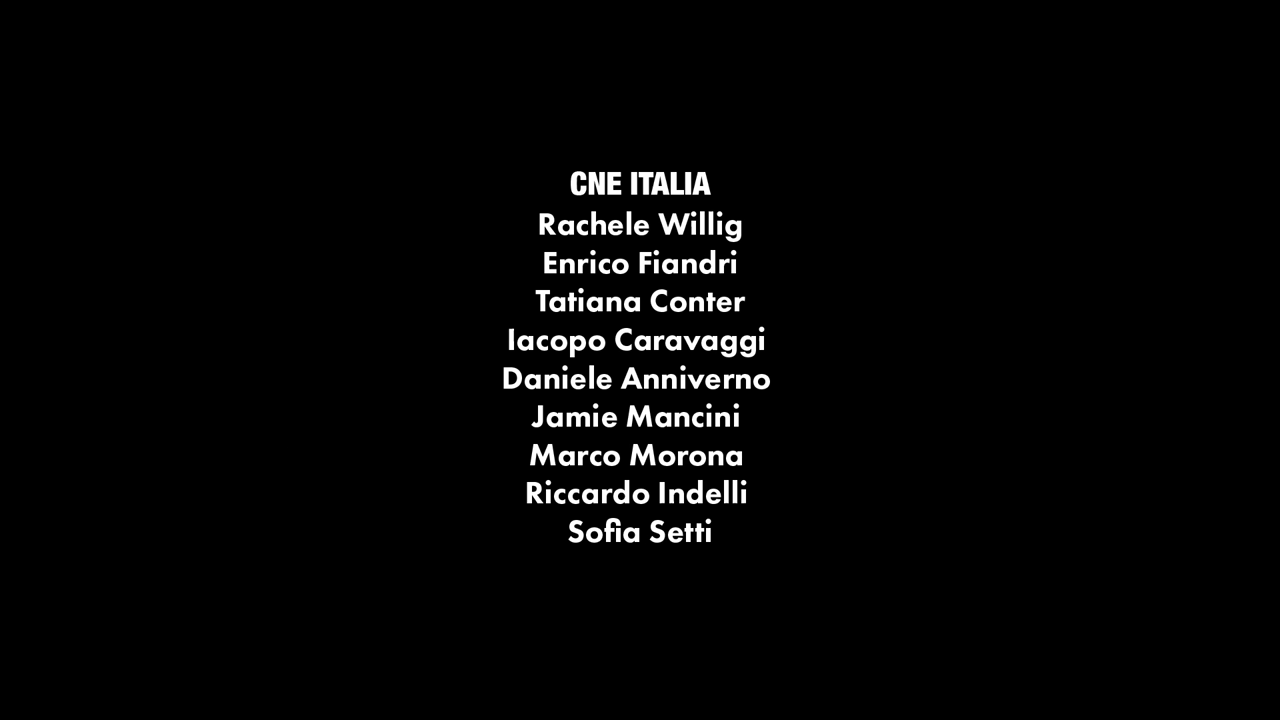 CNE ITALIA
Rachele Willig
Enrico Fiandri
Tatiana Conter
Iacopo Caravaggi
Daniele Anniverno
Jamie Mancini
Marco Morona
Riccardo Indelli
Sofia Setti